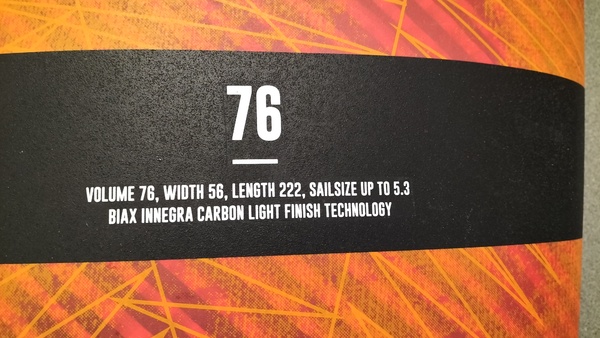 76
VOLUME 76, WIDTH 56, LENGTH 222, SAILSIZE UP TO 5.3
BIAX INNEGRA CARBON LIGHT FINISH TECHNOLOGY